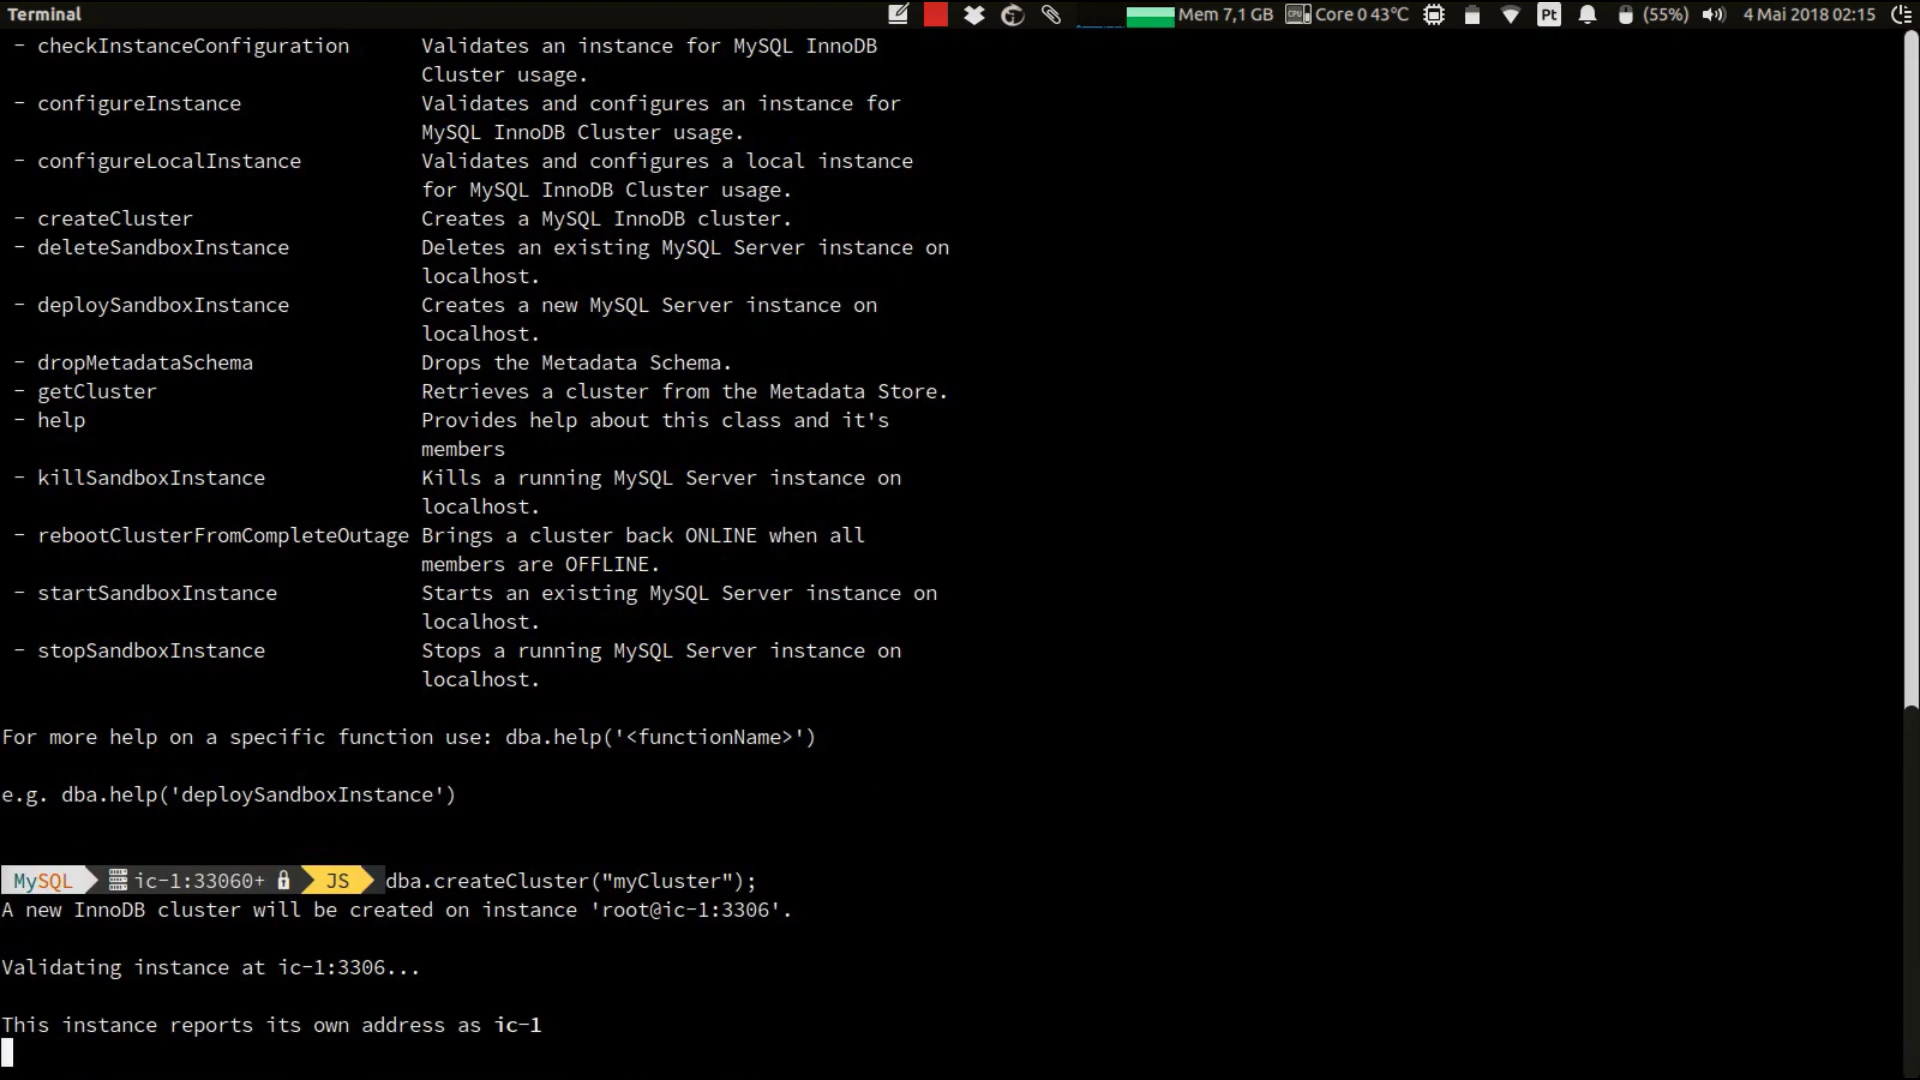 Terminal Mem 7,1 GB Core 0 43°C Pt (55%) 4 Mai 2018 02:15
- checkInstanceConfiguration Validates an instance for MySQL InnoDB
Cluster usage.
- configureInstance Validates and configures an instance for
MySQL InnoDB Cluster usage.
- configureLocalInstance Validates and configures a local instance
for MySQL InnoDB Cluster usage.
- createCluster Creates a MySQL InnoDB cluster.
- deleteSandboxInstance Deletes an existing MySQL Server instance on
localhost.
- deploySandboxInstance Creates a new MySQL Server instance on
localhost.
- dropMetadataSchema Drops the Metadata Schema.
- getCluster Retrieves a cluster from the Metadata Store.
- help Provides help about this class and it's
members
- killSandboxInstance Kills a running MySQL Server instance on
localhost.
- rebootClusterFromCompleteOutage Brings a cluster back ONLINE when all
members are OFFLINE.
- startSandboxInstance Starts an existing MySQL Server instance on
localhost.
- stopSandboxInstance Stops a running MySQL Server instance on
localhost.
For more help on a specific function use: dba.help('<functionName>')
e.g. dba.help('deploySandboxInstance')
MySQL ic-1:33060+ JS dba.createCluster("myCluster");
A new InnoDB cluster will be created on instance 'root@ic-1:3306'.
Validating instance at ic-1:3306...
This instance reports its own address as ic-1